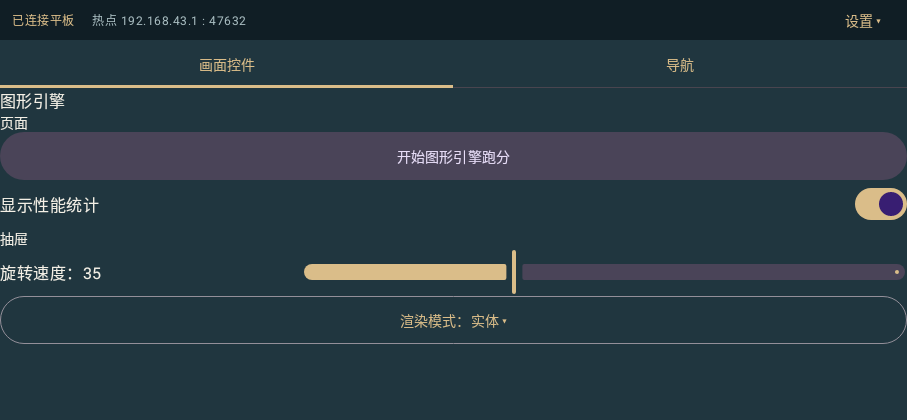 已连接平板 热点 192.168.43.1 : 47632 设置 ▾
画面控件 导航
图形引擎
页面
开始图形引擎跑分
显示性能统计
抽屉
旋转速度：35
渲染模式：实体 ▾